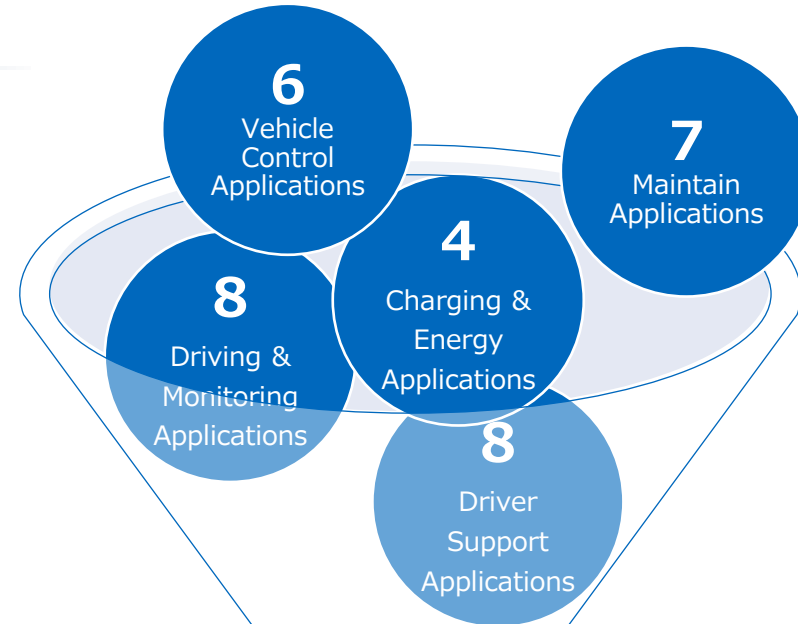 6
Vehicle
Control
Applications
7
Maintain
Applications
4
Charging &
Energy
Applications
8
Driving &
Monitoring
Applications
8
Driver
Support
Applications